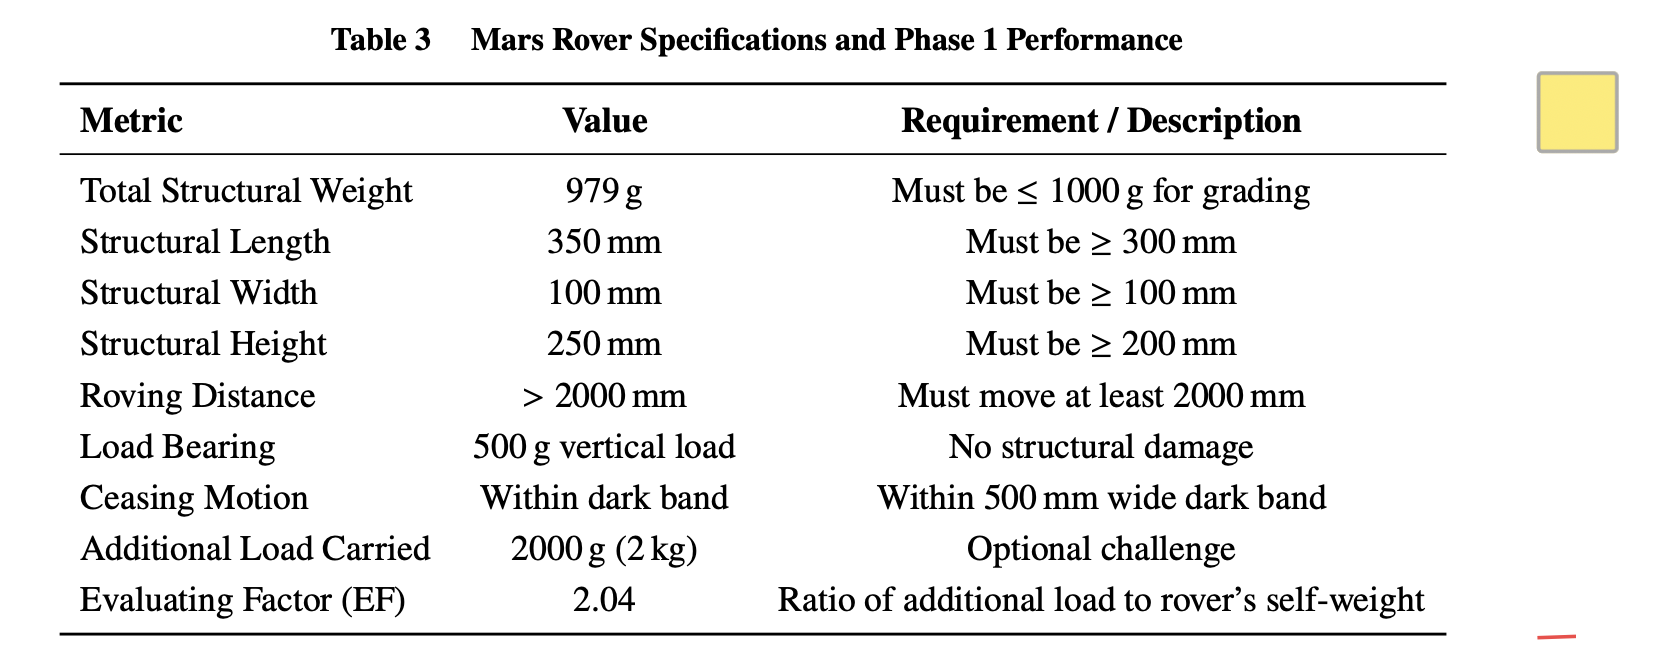 Table 3 Mars Rover Specifications and Phase 1 Performance
Metric Value Requirement / Description
Total Structural Weight 979 g Must be ≤ 1000 g for grading
Structural Length 350 mm Must be ≥ 300 mm
Structural Width 100 mm Must be ≥ 100 mm
Structural Height 250 mm Must be ≥ 200 mm
Roving Distance > 2000 mm Must move at least 2000 mm
Load Bearing 500 g vertical load No structural damage
Ceasing Motion Within dark band Within 500 mm wide dark band
Additional Load Carried 2000 g (2 kg) Optional challenge
Evaluating Factor (EF) 2.04 Ratio of additional load to rover’s self-weight